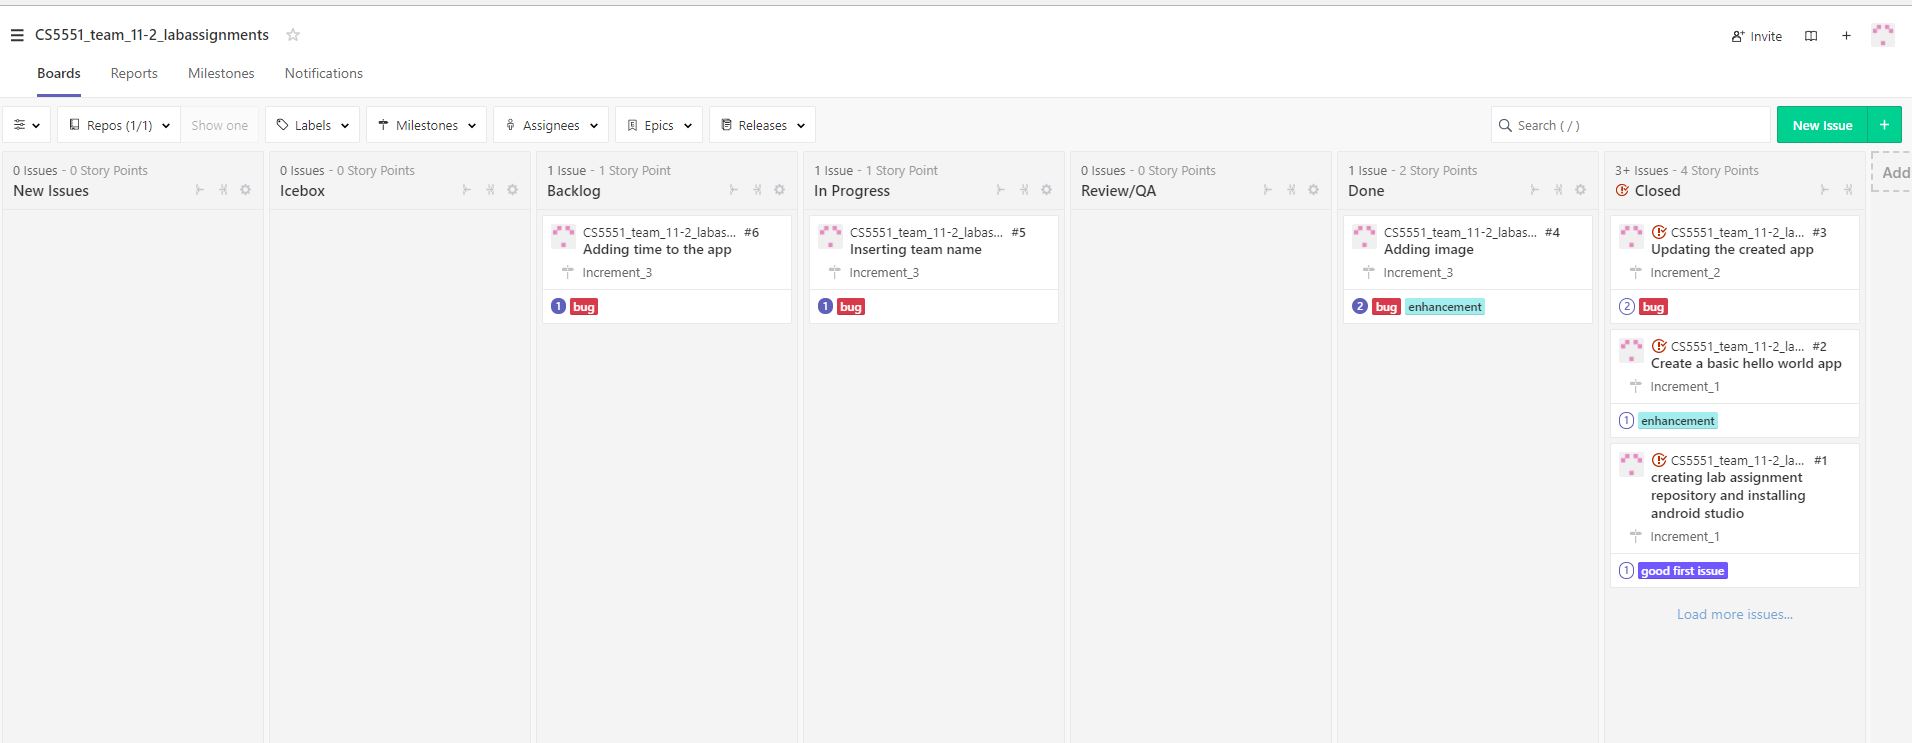 CS5551_team_11-2_labassignments
Invite
Boards Reports Milestones Notifications
Repos (1/1) Show one Labels Milestones Assignees Epics Releases Search ( / ) New Issue +
0 Issues - 0 Story Points
New Issues
0 Issues - 0 Story Points
Icebox
1 Issue - 1 Story Point
Backlog
CS5551_team_11-2_labas... #6
Adding time to the app
Increment_3
1 bug
1 Issue - 1 Story Point
In Progress
CS5551_team_11-2_labas... #5
Inserting team name
Increment_3
1 bug
0 Issues - 0 Story Points
Review/QA
1 Issue - 2 Story Points
Done
CS5551_team_11-2_labas... #4
Adding image
Increment_3
2 bug enhancement
3+ Issues - 4 Story Points
Closed
CS5551_team_11-2_la... #3
Updating the created app
Increment_2
2 bug
CS5551_team_11-2_la... #2
Create a basic hello world app
Increment_1
1 enhancement
CS5551_team_11-2_la... #1
creating lab assignment
repository and installing
android studio
Increment_1
1 good first issue
Load more issues...
Add